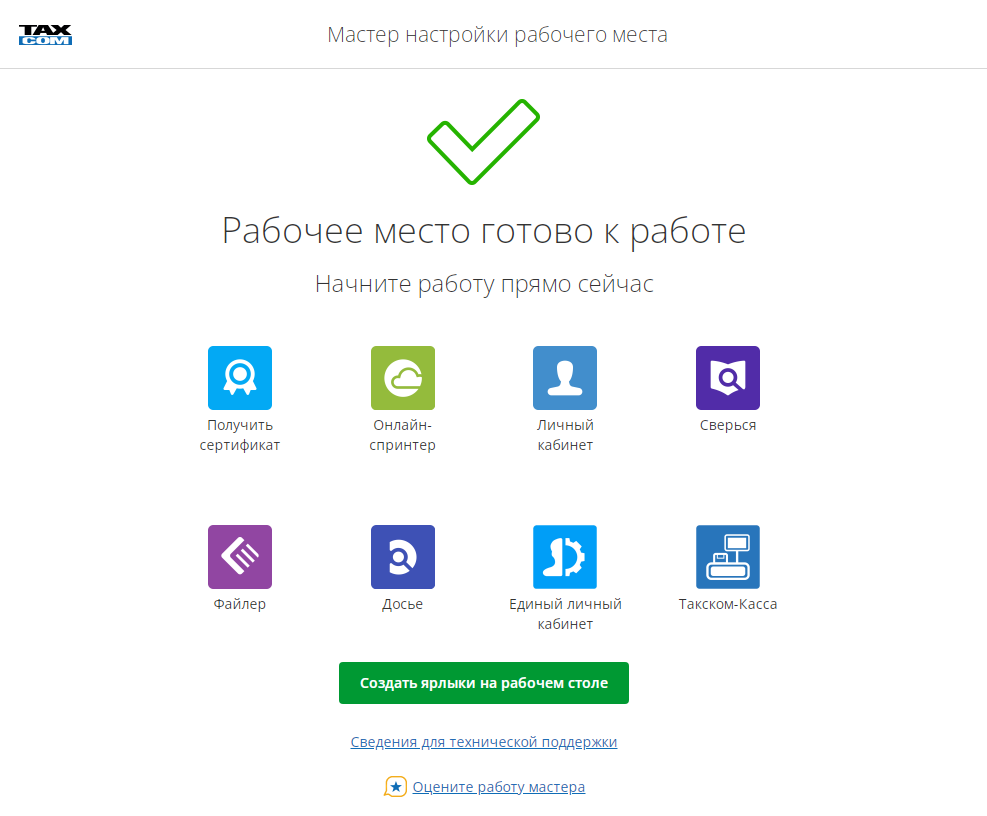 TAX
COM
Мастер настройки рабочего места
Рабочее место готово к работе
Начните работу прямо сейчас
Получить
сертификат
Онлайн-
спринтер
Личный
кабинет
Сверься
Файлер
Досье
Единый личный
кабинет
Такском-Касса
Создать ярлыки на рабочем столе
Сведения для технической поддержки
Оцените работу мастера